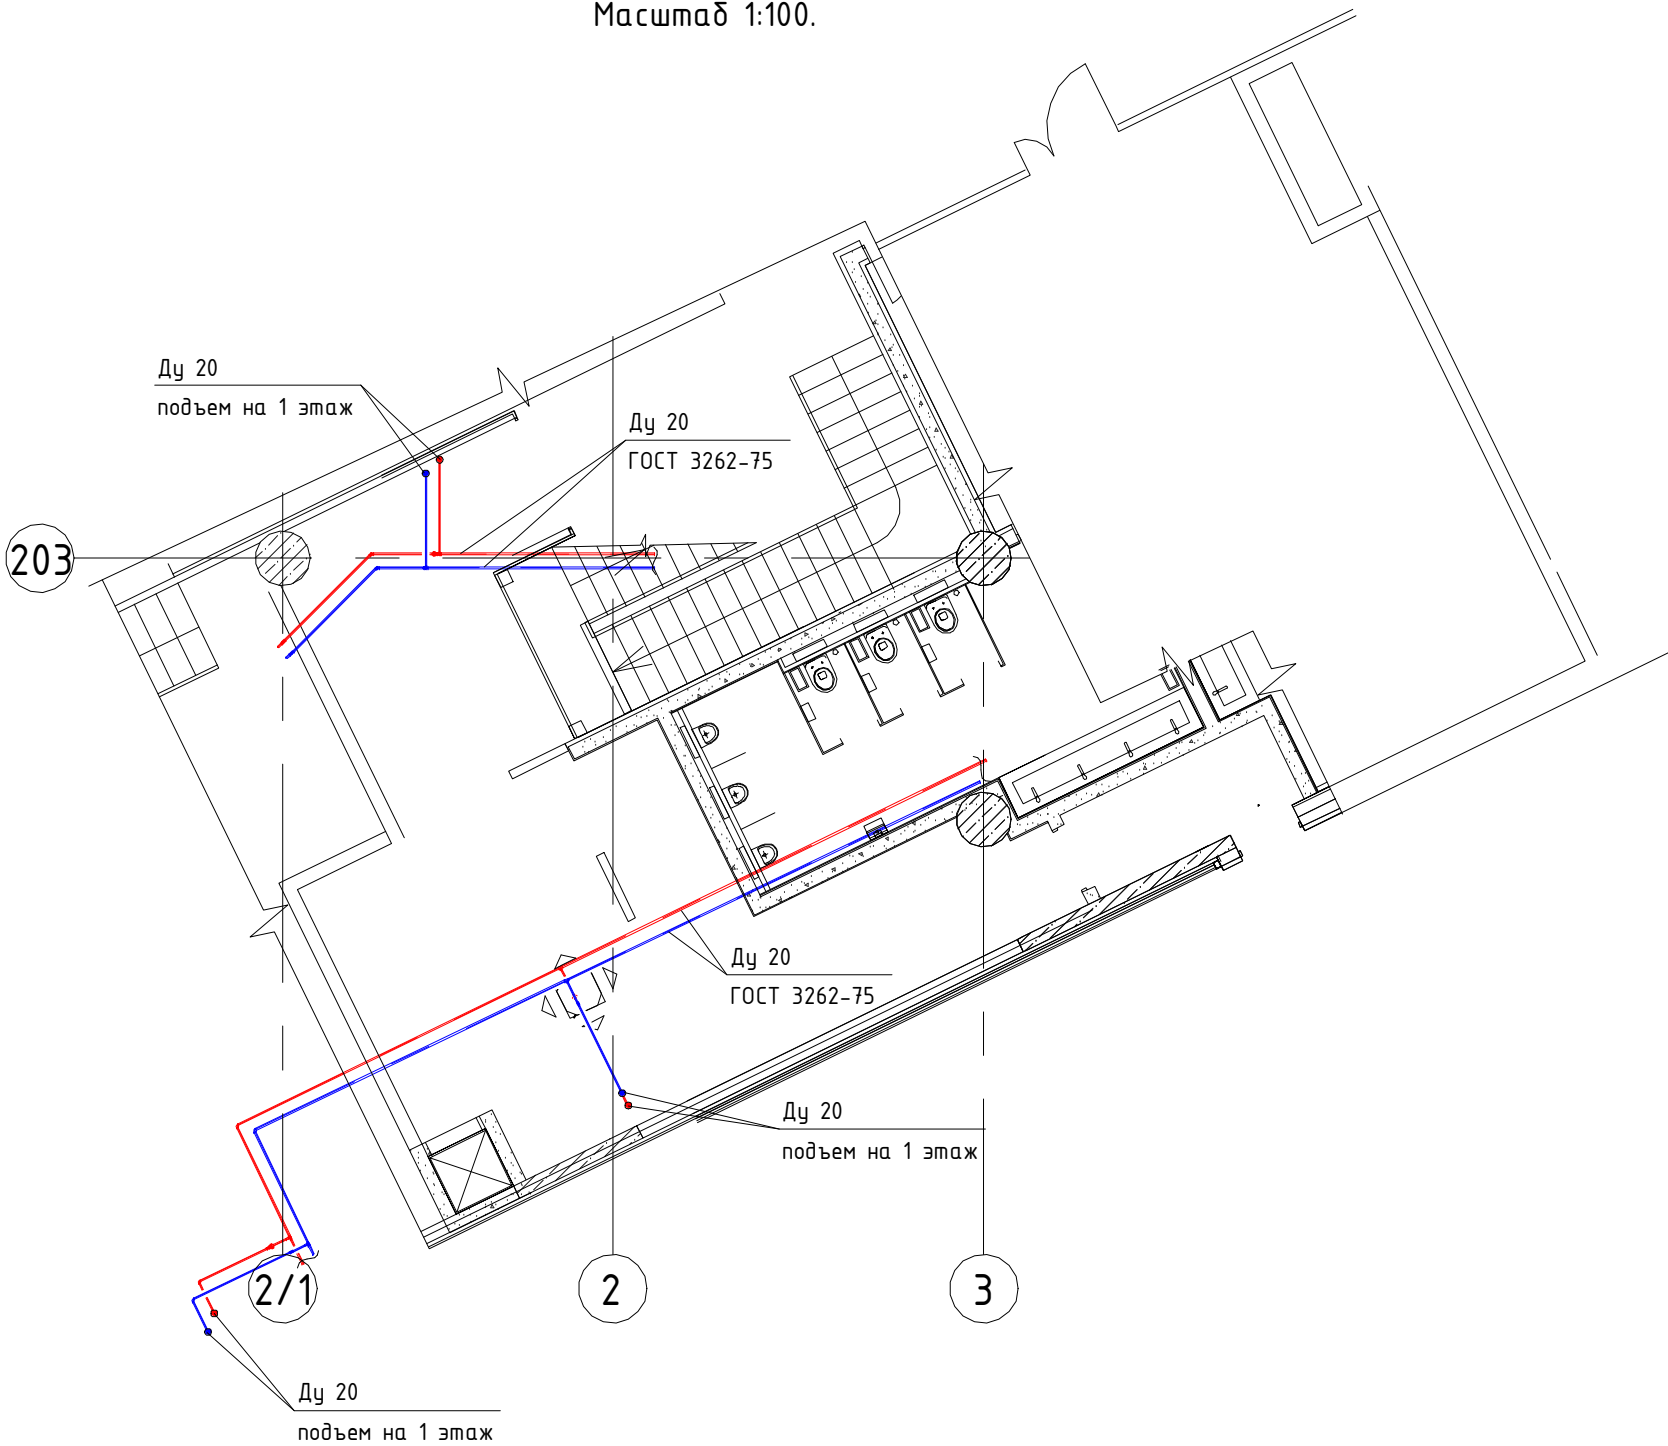 Масштаб 1:100.
Ду 20
подъем на 1 этаж
Ду 20
ГОСТ 3262-75
203
Ду 20
ГОСТ 3262-75
Ду 20
подъем на 1 этаж
2/1
2
3
Ду 20
подъем на 1 этаж